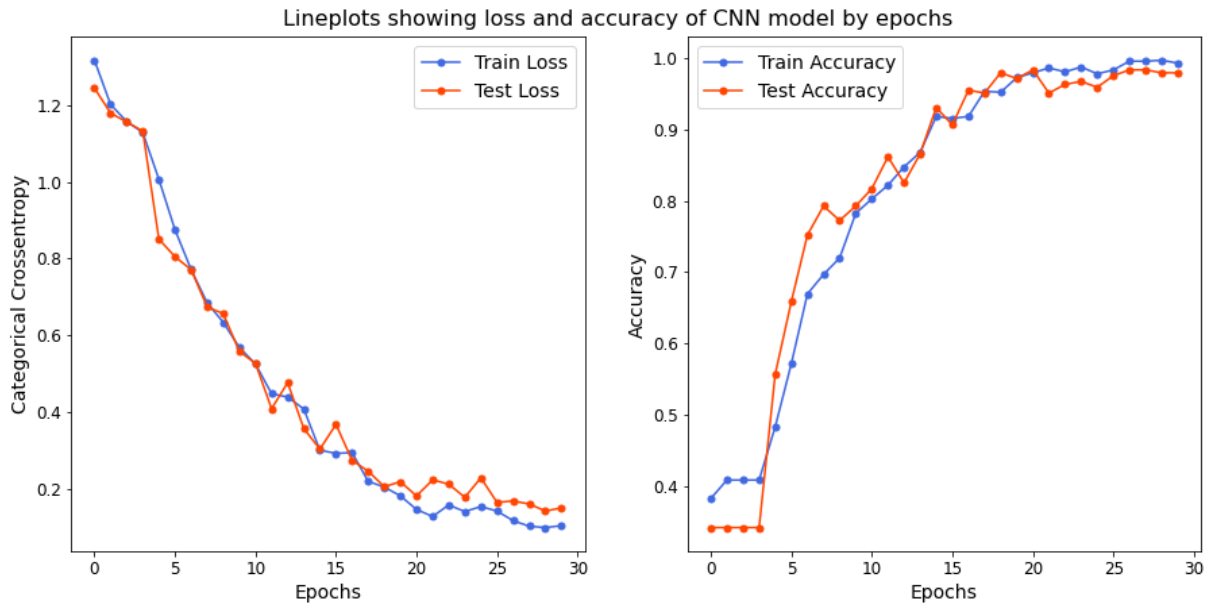 Lineplots showing loss and accuracy of CNN model by epochs
Train Loss
Test Loss
Categorical Crossentropy
1.2
1.0
0.8
0.6
0.4
0.2
0 5 10 15 20 25 30
Epochs
Train Accuracy
Test Accuracy
Accuracy
1.0
0.9
0.8
0.7
0.6
0.5
0.4
0 5 10 15 20 25 30
Epochs